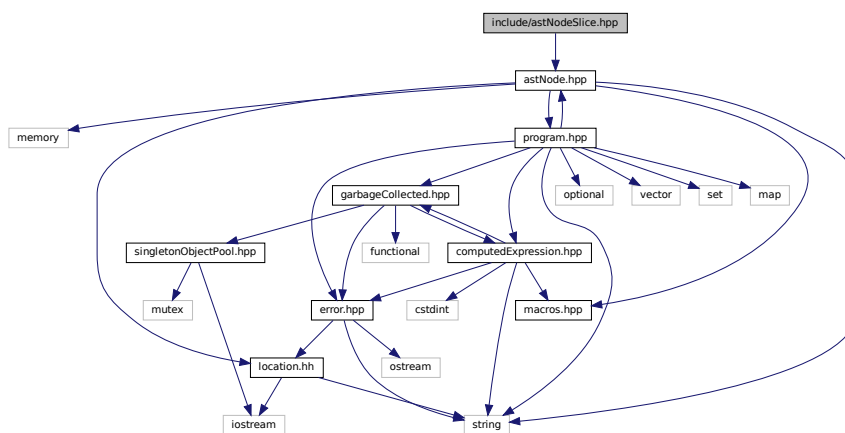 include/astNodeSlice.hpp
astNode.hpp
memory
program.hpp
garbageCollected.hpp
optional
vector
set
map
singletonObjectPool.hpp
functional
computedExpression.hpp
mutex
error.hpp
cstdint
macros.hpp
location.hh
ostream
iostream
string